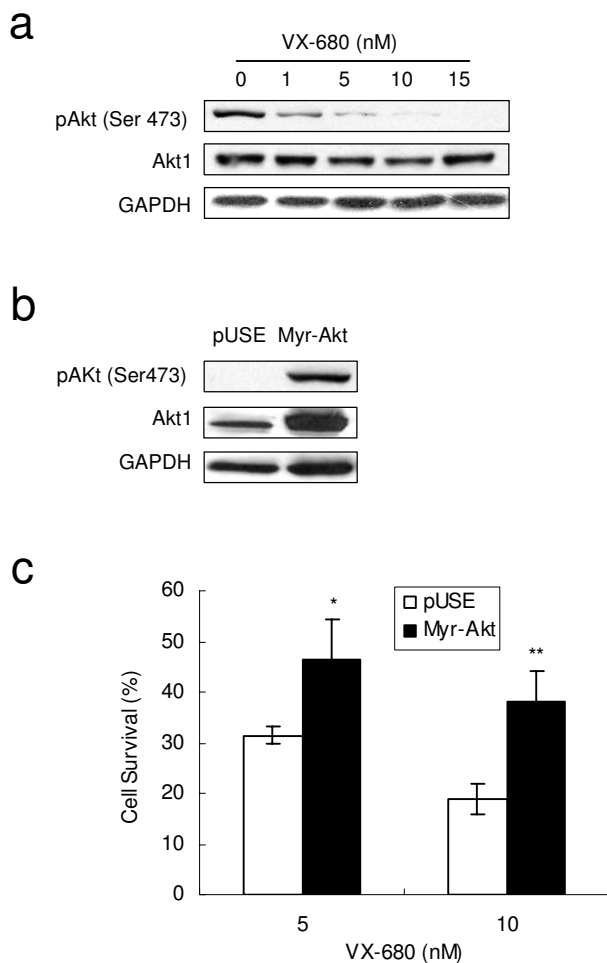 a
VX-680 (nM)
0 1 5 10 15
pAkt (Ser 473)
Akt1
GAPDH
b
pUSE Myr-Akt
pAKt (Ser473)
Akt1
GAPDH
c
60
50
40
30
20
10
0
Cell Survival (%)
pUSE
Myr-Akt
*
**
5 10
VX-680 (nM)